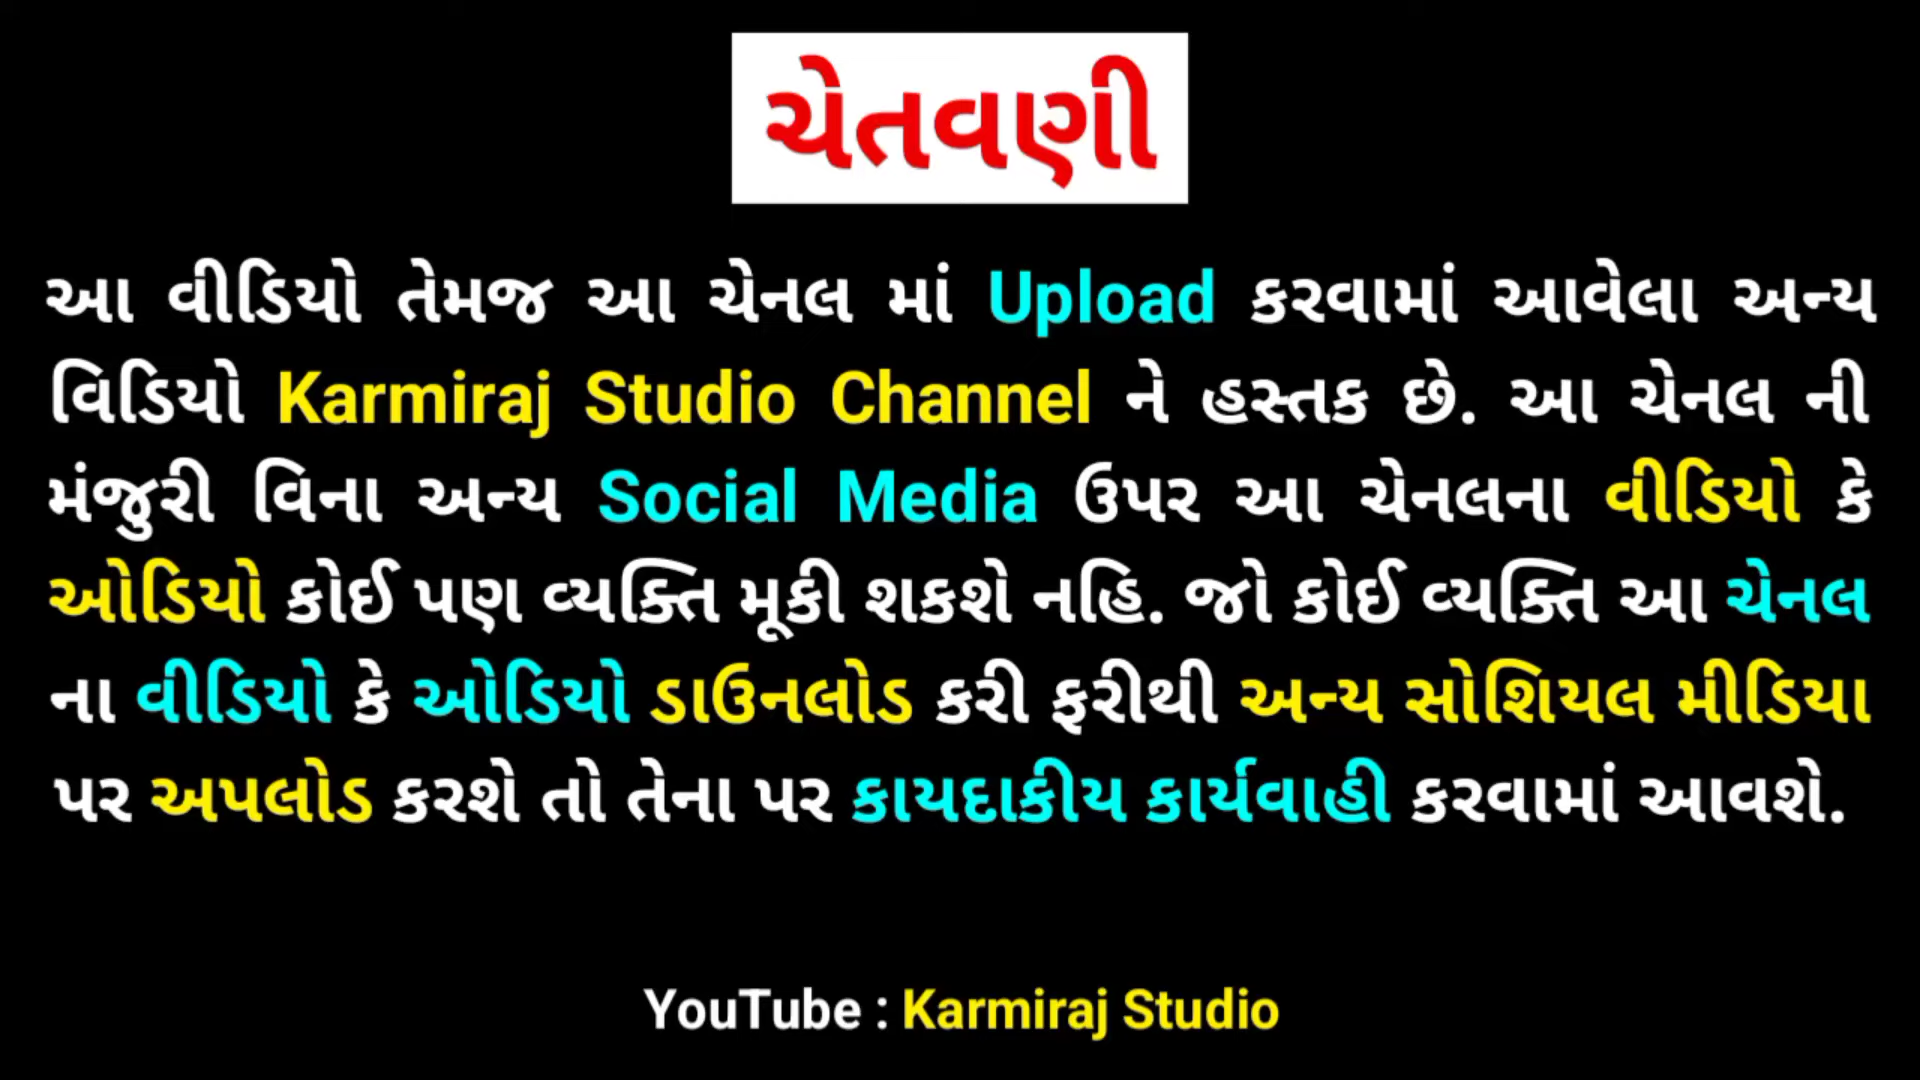 ચેતવણી
આ વીડિયો તેમજ આ ચેનલ માં Upload કરવામાં આવેલા અન્ય
વિડિયો Karmiraj Studio Channel ને હસ્તક છે. આ ચેનલ ની
મંજુરી વિના અન્ય Social Media ઉપર આ ચેનલના વીડિયો કે
ઓડિયો કોઈ પણ વ્યક્તિ મૂકી શકશે નહિ. જો કોઈ વ્યક્તિ આ ચેનલ
ના વીડિયો કે ઓડિયો ડાઉનલોડ કરી ફરીથી અન્ય સોશિયલ મીડિયા
પર અપલોડ કરશે તો તેના પર કાયદાકીય કાર્યવાહી કરવામાં આવશે.
YouTube : Karmiraj Studio